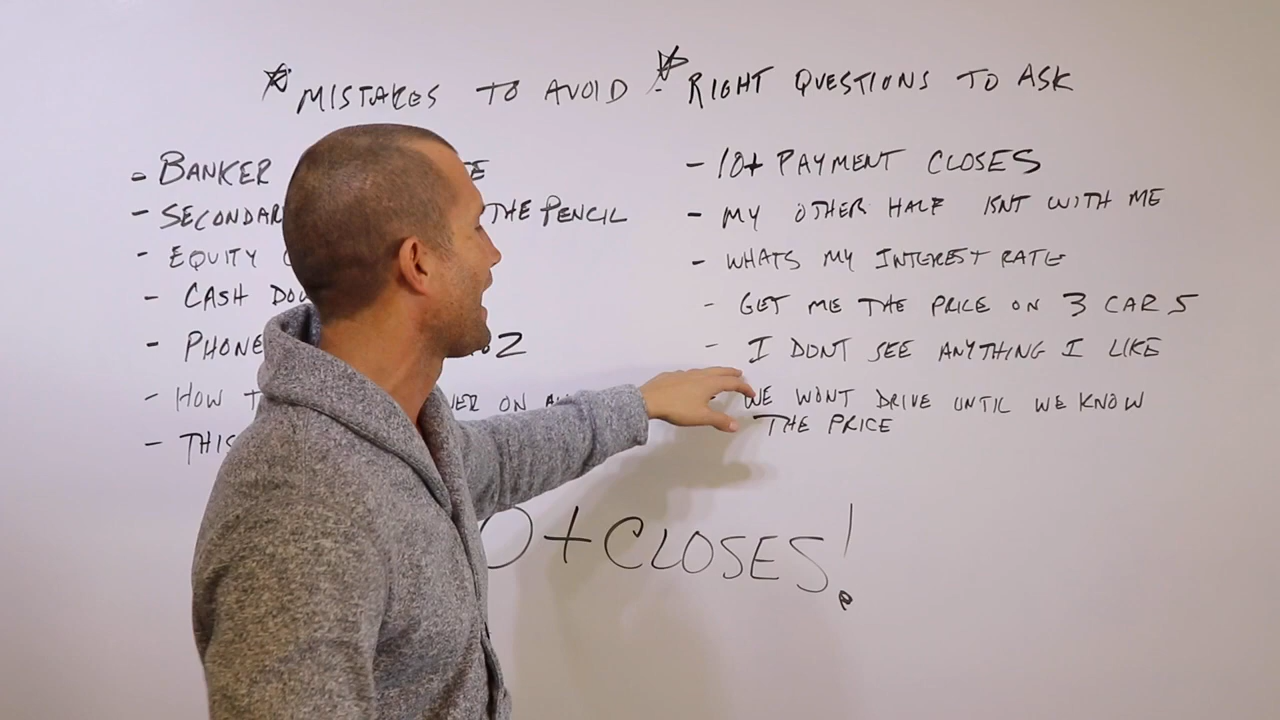 MISTAKES TO AVOID - RIGHT QUESTIONS TO ASK
- BANKER
- SECONDAR THE PENCIL
- EQUITY
- CASH DOW
- PHONE
- HOW ON
- THIS
- 10+ PAYMENT CLOSES
- MY OTHER HALF ISNT WITH ME
- WHATS MY INTEREST RATE
- GET ME THE PRICE ON 3 CARS
- I DONT SEE ANYTHING I LIKE
WE WONT DRIVE UNTIL WE KNOW
THE PRICE
0+ CLOSES!